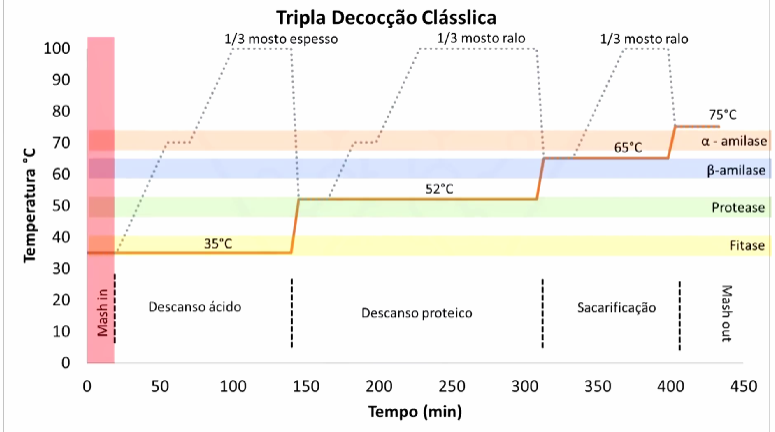 Tripla Decocção Clásslica
1/3 mosto espesso
1/3 mosto ralo
1/3 mosto ralo
Temperatura °C
100
90
80
70
60
50
40
30
20
10
0
75°C
α - amilase
65°C
β-amilase
52°C
Protease
35°C
Fitase
Mash in
Descanso ácido
Descanso proteico
Sacarificação
Mash out
0
50
100
150
200
250
300
350
400
450
Tempo (min)